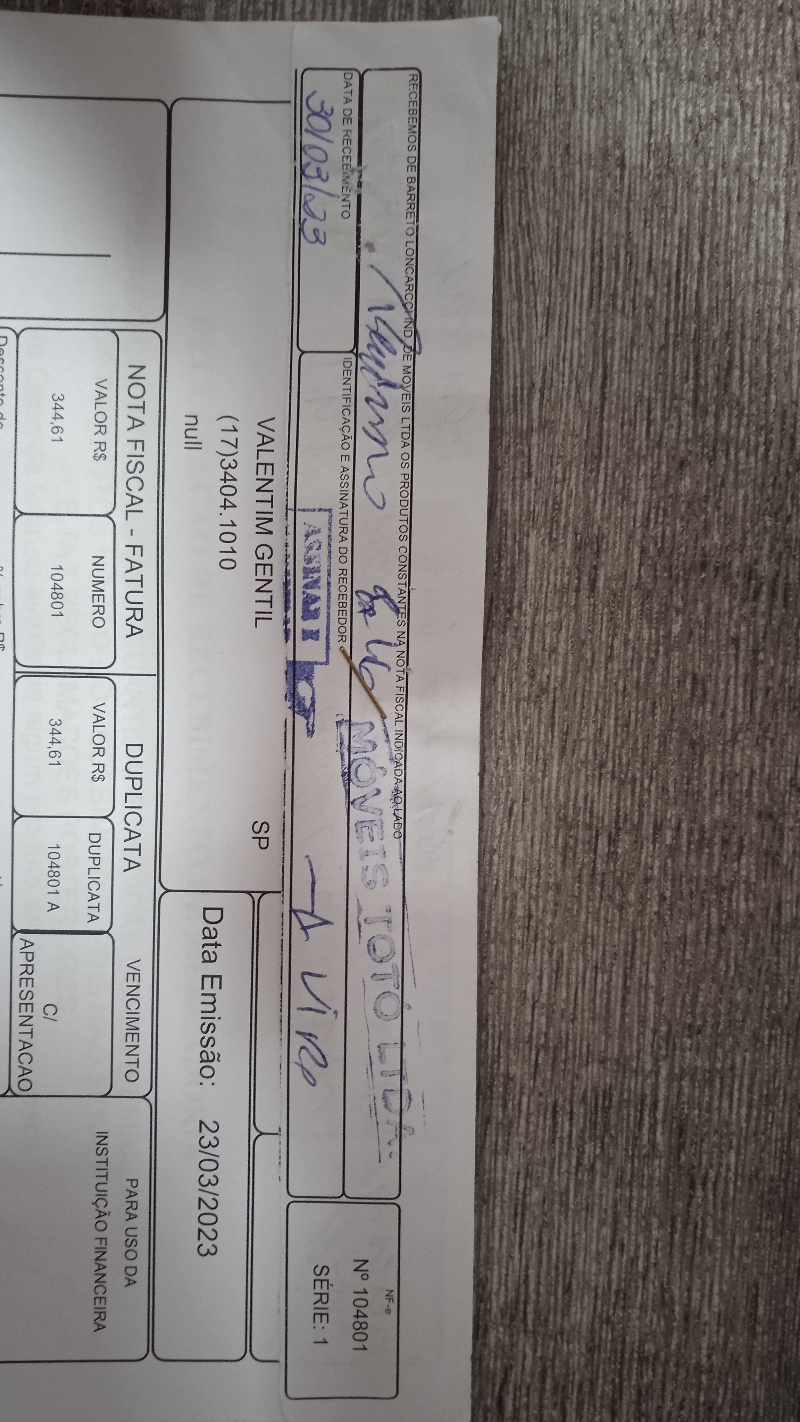 RECEBEMOS DE BARRETO LONCARCCI IND. DE MOVEIS LTDA OS PRODUTOS CONSTANTES NA NOTA FISCAL INDICADA AO LADO
MÓVEIS TOTÓ LTDA.
DATA DE RECEBIMENTO
30/03/23
IDENTIFICAÇÃO E ASSINATURA DO RECEBEDOR
ASSINAR E
NF-e
Nº 104801
SÉRIE: 1
VALENTIM GENTIL SP
(17)3404.1010
null
Data Emissão: 23/03/2023
NOTA FISCAL - FATURA
DUPLICATA
VENCIMENTO
PARA USO DA
INSTITUIÇÃO FINANCEIRA
VALOR R$
NUMERO
VALOR R$
DUPLICATA
344,61
104801
344,61
104801 A
C/
APRESENTACAO